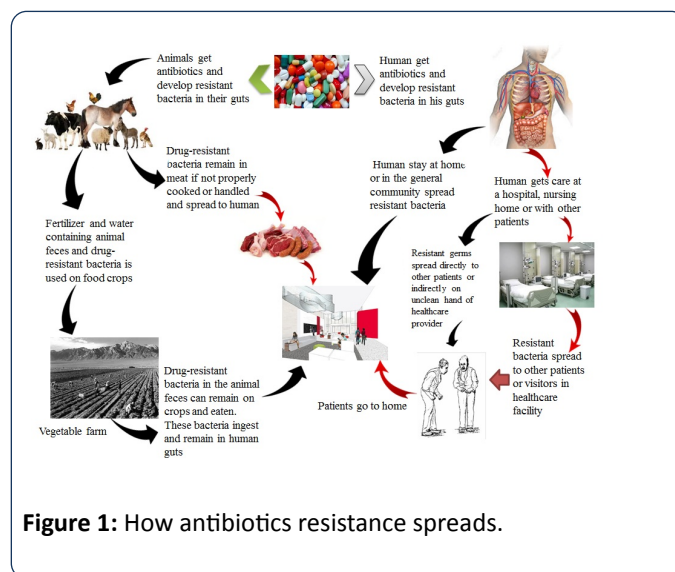 Animals get
antibiotics and
develop resistant
bacteria in their guts
Human get
antibiotics and
develop resistant
bacteria in his guts
Drug-resistant
bacteria remain in
meat if not properly
cooked or handled
and spread to human
Human stay at home
or in the general
community spread
resistant bacteria
Human gets care at
a hospital, nursing
home or with other
patients
Fertilizer and water
containing animal
feces and drug-
resistant bacteria is
used on food crops
Resistant germs
spread directly to
other patients or
indirectly on
unclean hand of
healthcare
provider
Resistant
bacteria spread
to other patients
or visitors in
healthcare
facility
Drug-resistant
bacteria in the animal
feces can remain on
crops and eaten.
These bacteria ingest
and remain in human
guts
Patients go to home
Vegetable farm
Figure 1: How antibiotics resistance spreads.